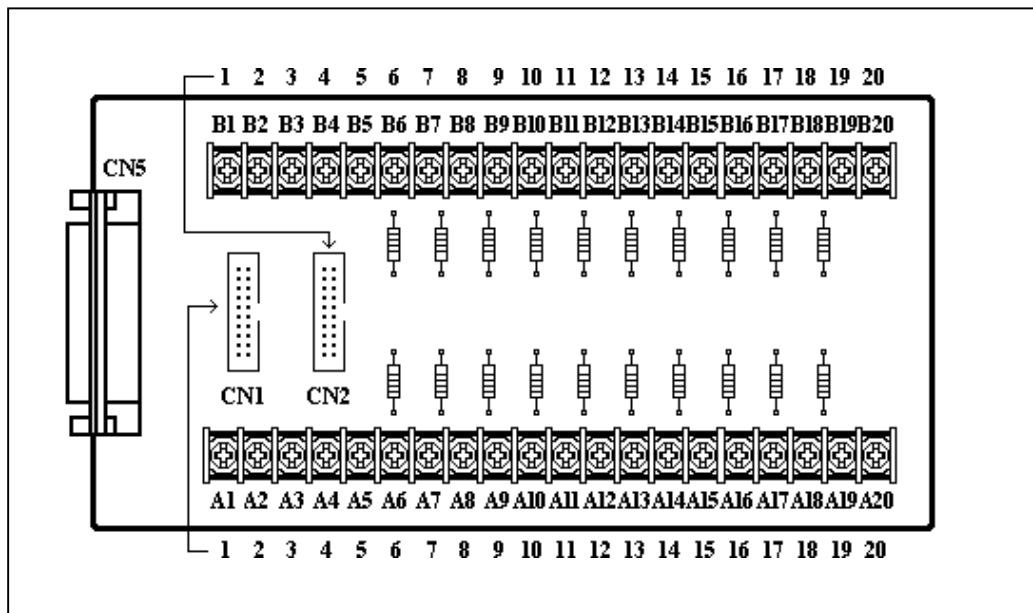 1 2 3 4 5 6 7 8 9 10 11 12 13 14 15 16 17 18 19 20
B1 B2 B3 B4 B5 B6 B7 B8 B9 B10 B11 B12 B13 B14 B15 B16 B17 B18 B19 B20
CN5
CN1 CN2
A1 A2 A3 A4 A5 A6 A7 A8 A9 A10 A11 A12 A13 A14 A15 A16 A17 A18 A19 A20
1 2 3 4 5 6 7 8 9 10 11 12 13 14 15 16 17 18 19 20